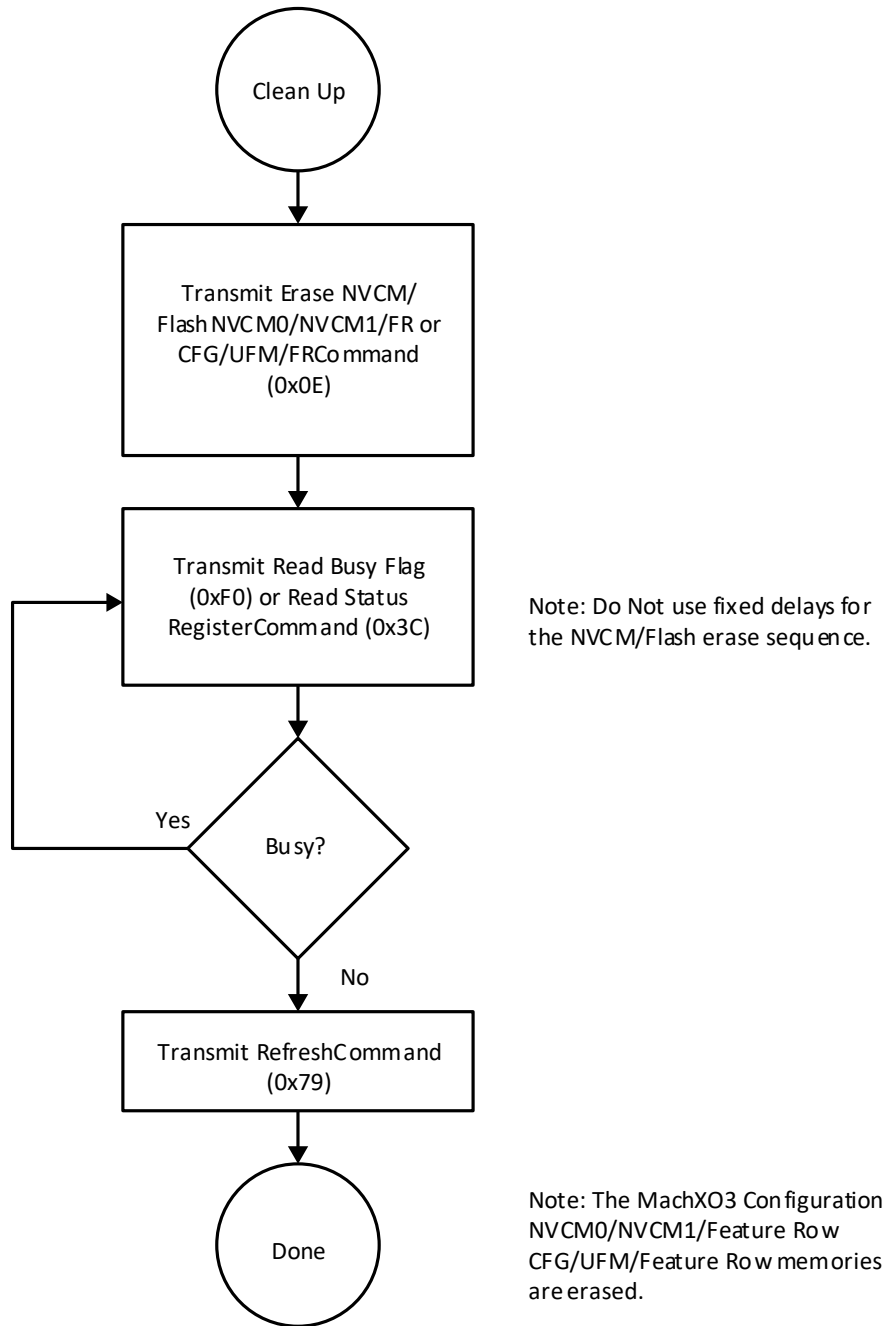 Clean Up
Transmit Erase NVCM/
FlashNVCM0/NVCM1/FR or
CFG/UFM/FRCommand
(0x0E)
Transmit Read Busy Flag
(0xF0) or Read Status
RegisterCommand (0x3C)
Note: Do Not use fixed delays for
the NVCM/Flash erase sequence.
Yes
Busy?
No
Transmit RefreshCommand
(0x79)
Done
Note: The MachXO3 Configuration
NVCM0/NVCM1/Feature Row
CFG/UFM/Feature Row memories
are erased.